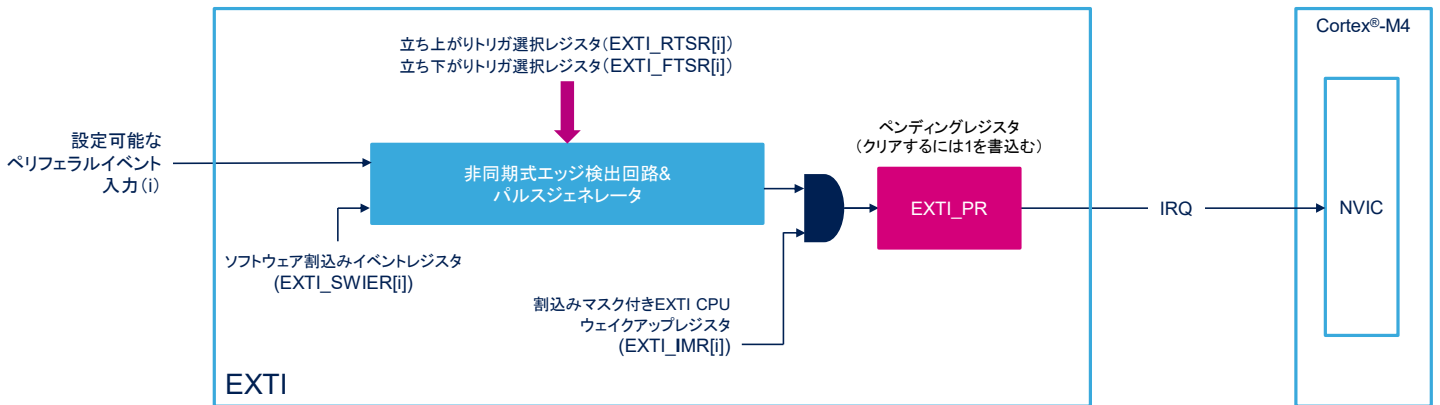 立ち上がりトリガ選択レジスタ(EXTI_RTSR[i])
立ち下がりトリガ選択レジスタ(EXTI_FTSR[i])
Cortex®-M4
設定可能な
ペリフェラルイベント
入力(i)
非同期式エッジ検出回路&
パルスジェネレータ
ペンディングレジスタ
(クリアするには1を書込む)
EXTI_PR
IRQ
NVIC
ソフトウェア割込みイベントレジスタ
(EXTI_SWIER[i])
割込みマスク付きEXTI CPU
ウェイクアップレジスタ
(EXTI_IMR[i])
EXTI